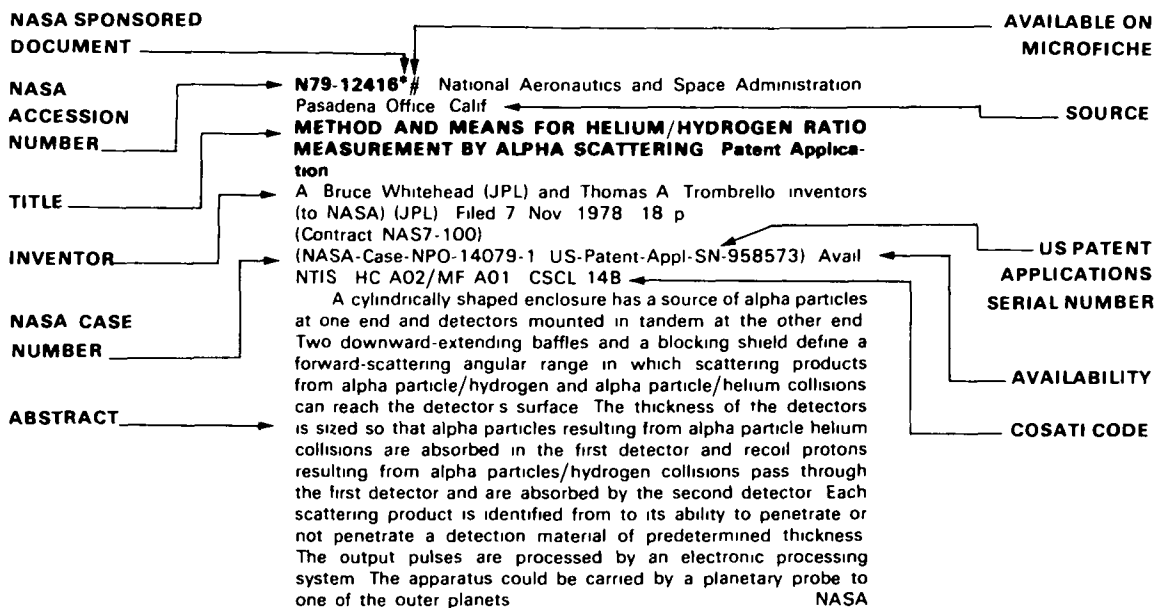 NASA SPONSORED
DOCUMENT
AVAILABLE ON
MICROFICHE
NASA
ACCESSION
NUMBER
N79-12416*# National Aeronautics and Space Administration
Pasadena Office Calif
SOURCE
METHOD AND MEANS FOR HELIUM/HYDROGEN RATIO
MEASUREMENT BY ALPHA SCATTERING Patent Applica-
tion
TITLE
A Bruce Whitehead (JPL) and Thomas A Trombrello inventors
(to NASA) (JPL) Filed 7 Nov 1978 18 p
(Contract NAS7-100)
INVENTOR
(NASA-Case-NPO-14079-1 US-Patent-Appl-SN-958573) Avail
NTIS HC A02/MF A01 CSCL 14B
US PATENT
APPLICATIONS
SERIAL NUMBER
NASA CASE
NUMBER
A cylindrically shaped enclosure has a source of alpha particles
at one end and detectors mounted in tandem at the other end
Two downward-extending baffles and a blocking shield define a
forward-scattering angular range in which scattering products
from alpha particle/hydrogen and alpha particle/helium collisions
can reach the detector s surface The thickness of the detectors
is sized so that alpha particles resulting from alpha particle helium
collisions are absorbed in the first detector and recoil protons
resulting from alpha particles/hydrogen collisions pass through
the first detector and are absorbed by the second detector Each
scattering product is identified from to its ability to penetrate or
not penetrate a detection material of predetermined thickness
The output pulses are processed by an electronic processing
system The apparatus could be carried by a planetary probe to
one of the outer planets NASA
AVAILABILITY
ABSTRACT
COSATI CODE